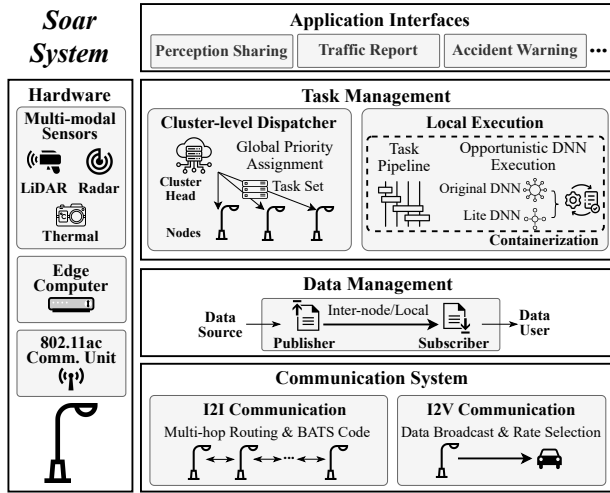 Soar
System
Hardware
Multi-modal
Sensors
LiDAR Radar
Thermal
Edge
Computer
802.11ac
Comm. Unit
Application Interfaces
Perception Sharing
Traffic Report
Accident Warning
...
Task Management
Cluster-level Dispatcher
Global Priority
Assignment
Cluster
Head
Task Set
Nodes
Local Execution
Task
Pipeline
Opportunistic DNN
Execution
Original DNN
Lite DNN
Containerization
Data Management
Data
Source
Inter-node/Local
Publisher
Subscriber
Data
User
Communication System
I2I Communication
Multi-hop Routing & BATS Code
...
I2V Communication
Data Broadcast & Rate Selection